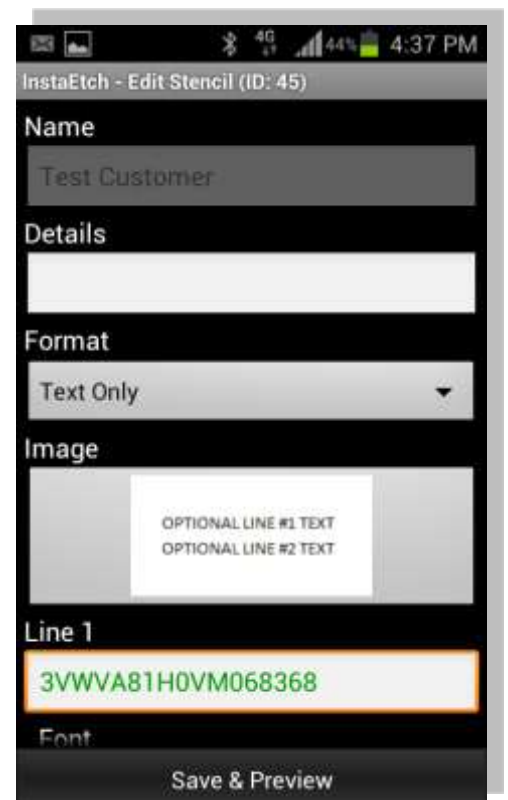 4G 44% 4:37 PM
InstaEtch - Edit Stencil (ID: 45)
Name
Test Customer
Details
Format
Text Only
Image
OPTIONAL LINE #1 TEXT
OPTIONAL LINE #2 TEXT
Line 1
3VWVA81H0VM068368
Font
Save & Preview